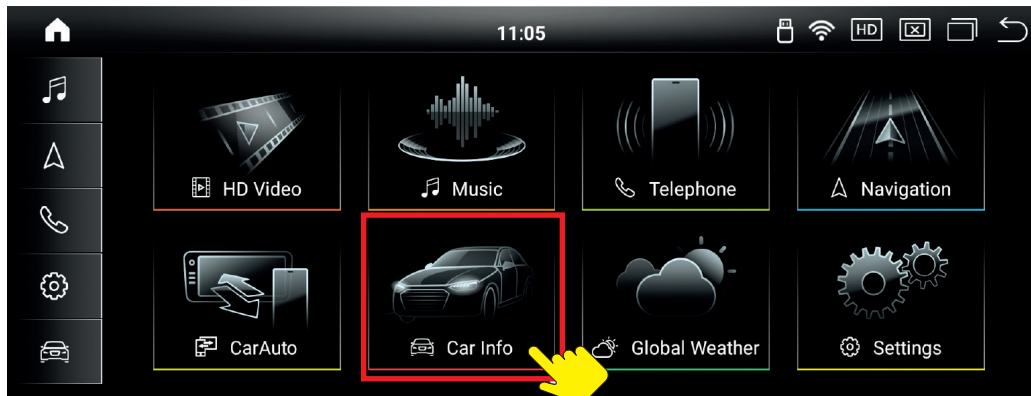 11:05
HD
HD Video
Music
Telephone
Navigation
CarAuto
Car Info
Global Weather
Settings